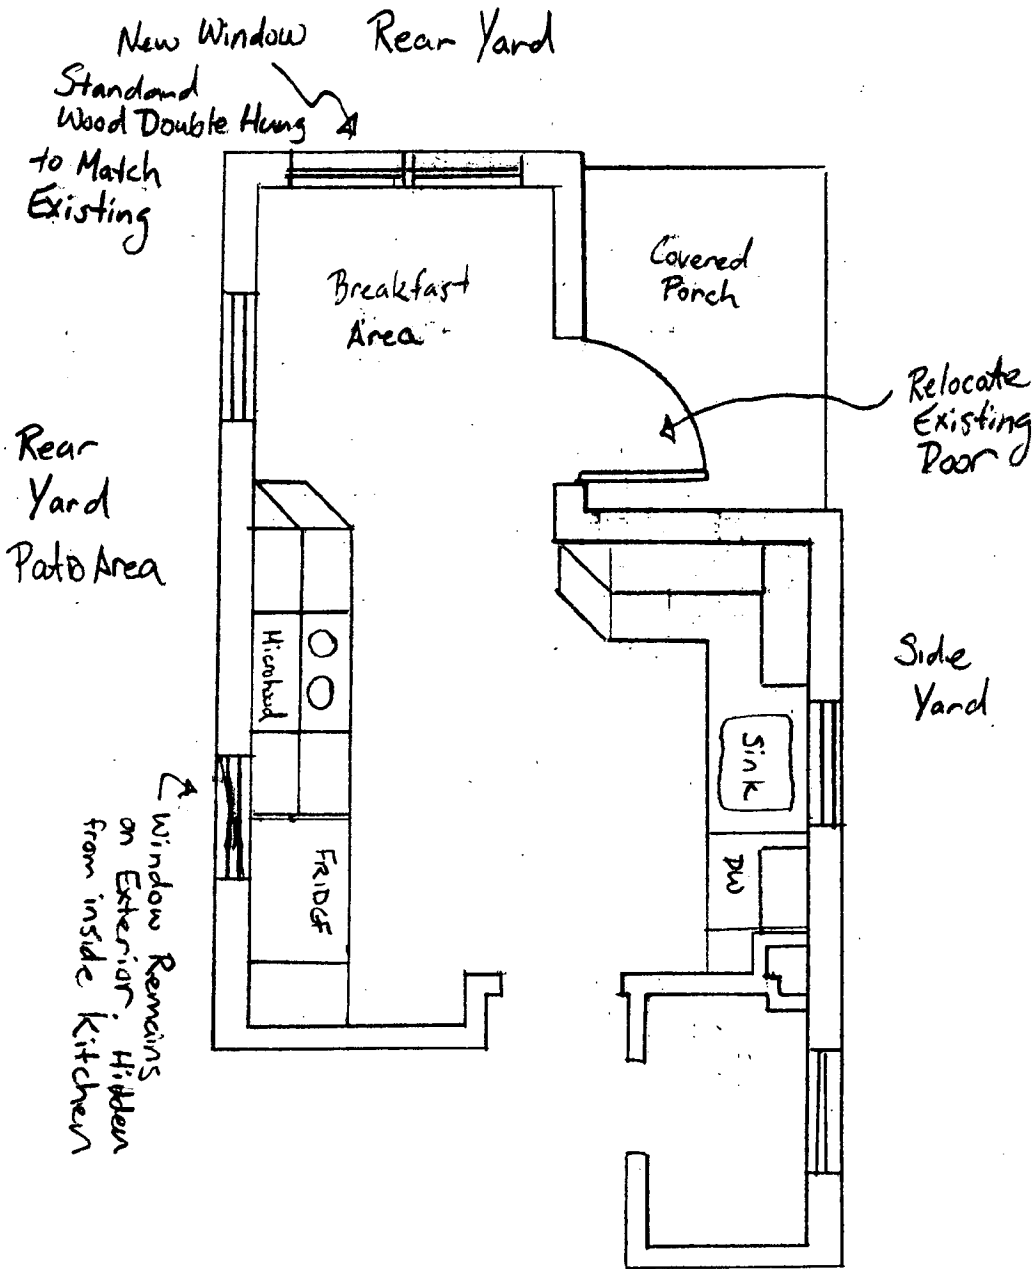 New Window
Rear Yard
Standard
Wood Double Hung
to Match
Existing
Breakfast
Area
Covered
Porch
Relocate
Existing
Door
Rear
Yard
Patio Area
Side
Yard
Microhood
Sink
FRIDGE
DW
Window Remains
on Exterior. Hidden
from inside Kitchen